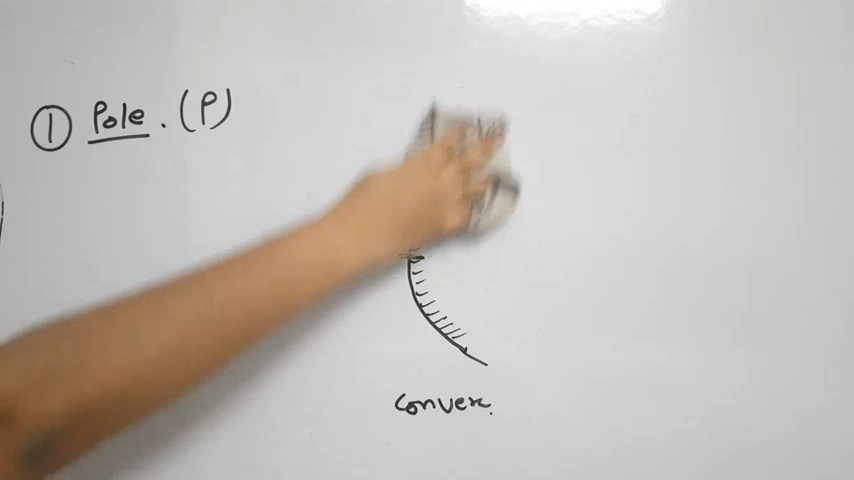 ① Pole. (P)
Convex.